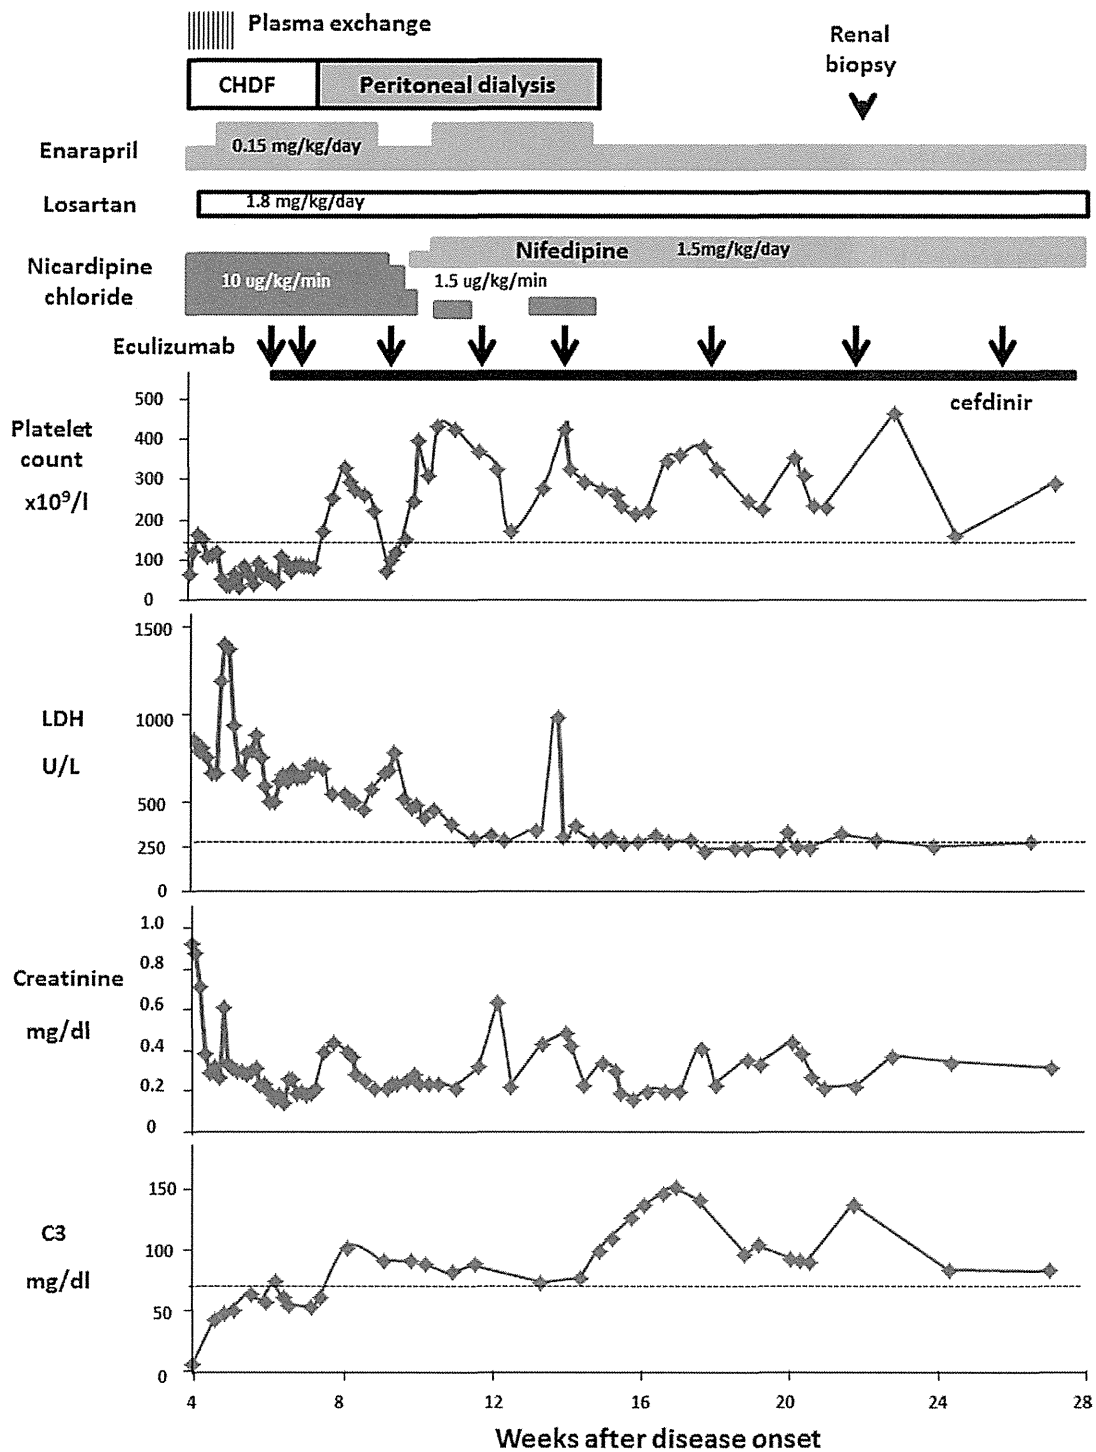 Plasma exchange
Renal
biopsy
CHDF
Peritoneal dialysis
Enarapril
0.15 mg/kg/day
Losartan
1.8 mg/kg/day
Nifedipine
1.5mg/kg/day
Nicardipine
chloride
10 ug/kg/min
1.5 ug/kg/min
Eculizumab
cefdinir
Platelet
count
x10⁹/l
500
400
300
200
100
0
LDH
U/L
1500
1000
500
250
0
Creatinine
mg/dl
1.0
0.8
0.6
0.4
0.2
0
C3
mg/dl
150
100
50
0
4 8 12 16 20 24 28
Weeks after disease onset